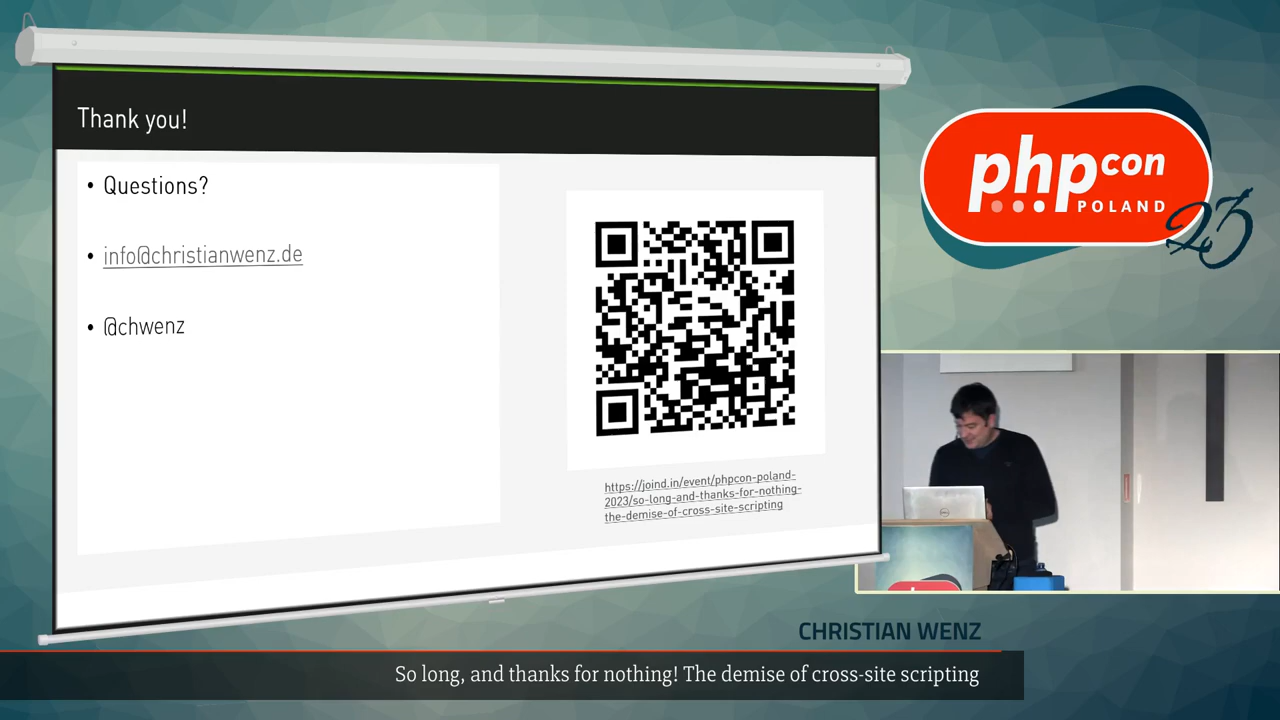 Thank you!
• Questions?
• info@christianwenz.de
• @chwenz
https://joind.in/event/phpcon-poland-
2023/so-long-and-thanks-for-nothing-
the-demise-of-cross-site-scripting
phpcon
POLAND
23
CHRISTIAN WENZ
So long, and thanks for nothing! The demise of cross-site scripting